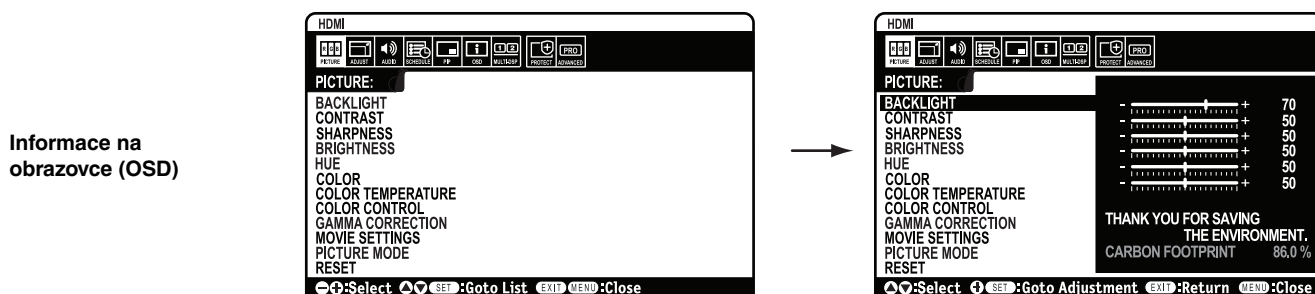 Informace na
obrazovce (OSD)
HDMI
RGB
PICTURE ADJUST AUDIO SCHEDULE PIP OSD MULTI-DSP PROTECT PRO ADVANCED
PICTURE:
BACKLIGHT
CONTRAST
SHARPNESS
BRIGHTNESS
HUE
COLOR
COLOR TEMPERATURE
COLOR CONTROL
GAMMA CORRECTION
MOVIE SETTINGS
PICTURE MODE
RESET
:Select SET :Goto List EXIT MENU :Close
HDMI
RGB
PICTURE ADJUST AUDIO SCHEDULE PIP OSD MULTI-DSP PROTECT PRO ADVANCED
PICTURE:
BACKLIGHT - + 70
CONTRAST - + 50
SHARPNESS - + 50
BRIGHTNESS - + 50
HUE - + 50
COLOR - + 50
COLOR TEMPERATURE
COLOR CONTROL
GAMMA CORRECTION
MOVIE SETTINGS
PICTURE MODE
RESET
THANK YOU FOR SAVING
THE ENVIRONMENT.
CARBON FOOTPRINT 86.0 %
:Select SET :Goto Adjustment EXIT :Return MENU :Close